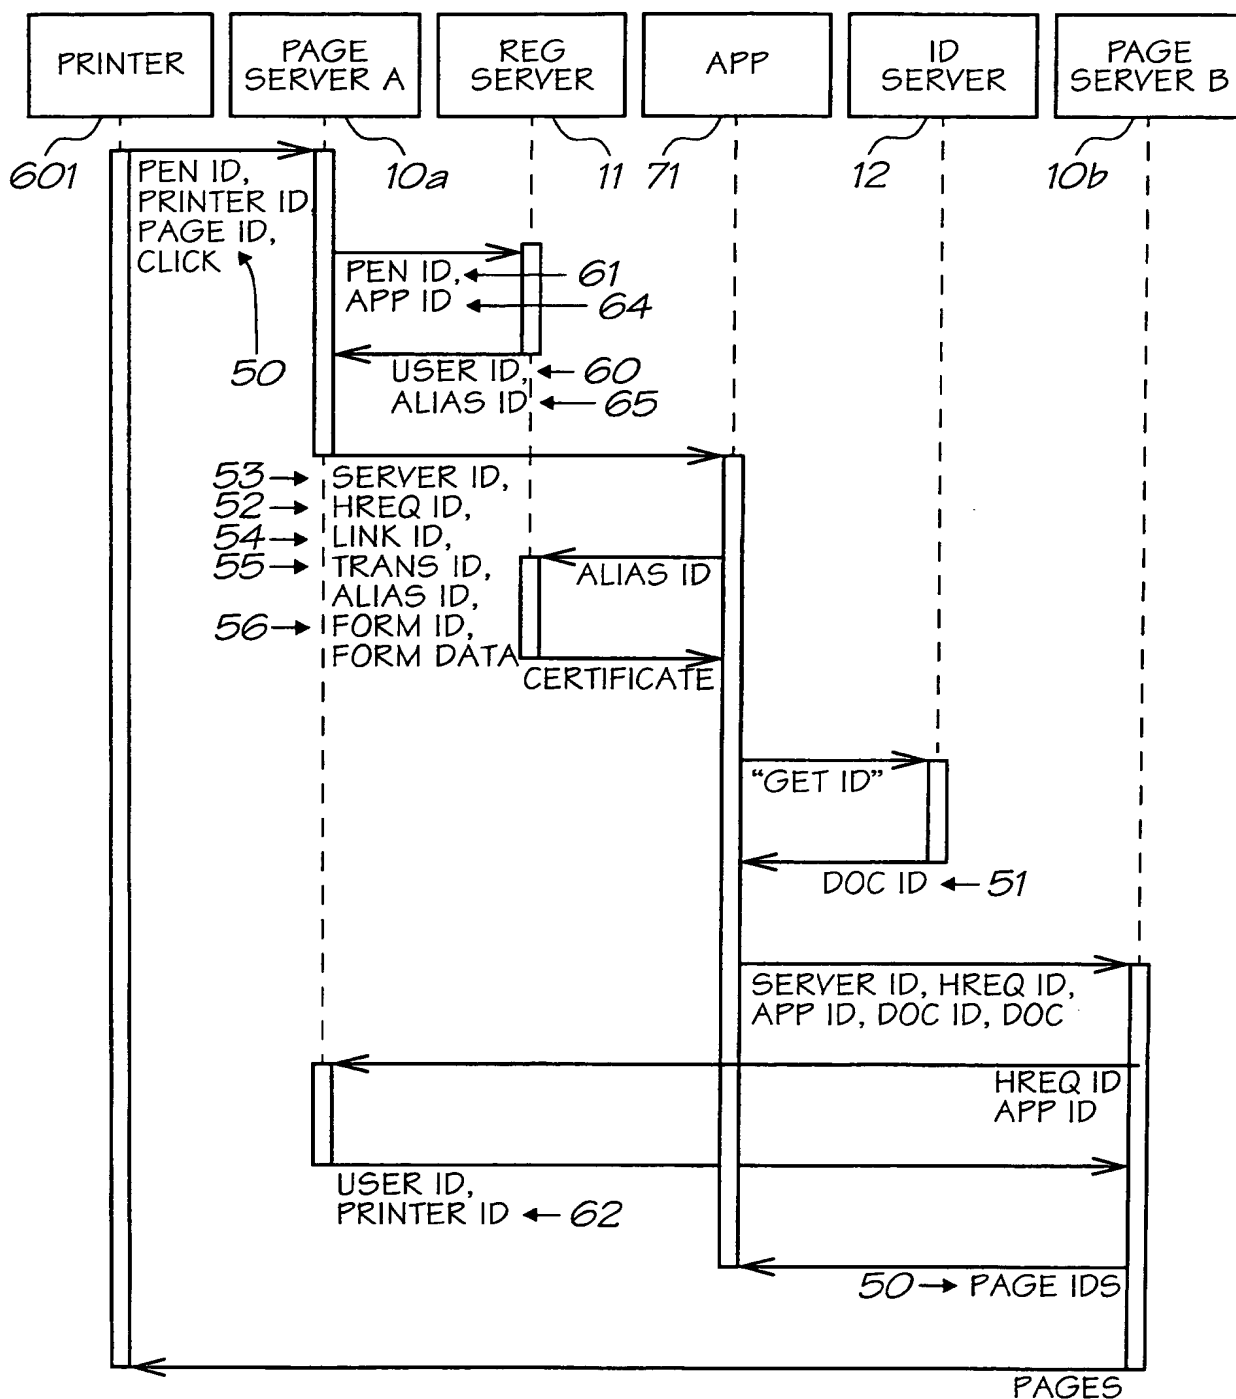 PRINTER
PAGE
SERVER A
REG
SERVER
APP
ID
SERVER
PAGE
SERVER B
601
10a
11
71
12
10b
PEN ID,
PRINTER ID
PAGE ID,
CLICK
50
PEN ID,
61
APP ID
64
USER ID,
60
ALIAS ID
65
53 SERVER ID,
52 HREQ ID,
54 LINK ID,
55 TRANS ID,
ALIAS ID,
56 FORM ID,
FORM DATA
ALIAS ID
CERTIFICATE
“GET ID”
DOC ID 51
SERVER ID, HREQ ID,
APP ID, DOC ID, DOC
HREQ ID
APP ID
USER ID,
PRINTER ID 62
50 PAGE IDS
PAGES